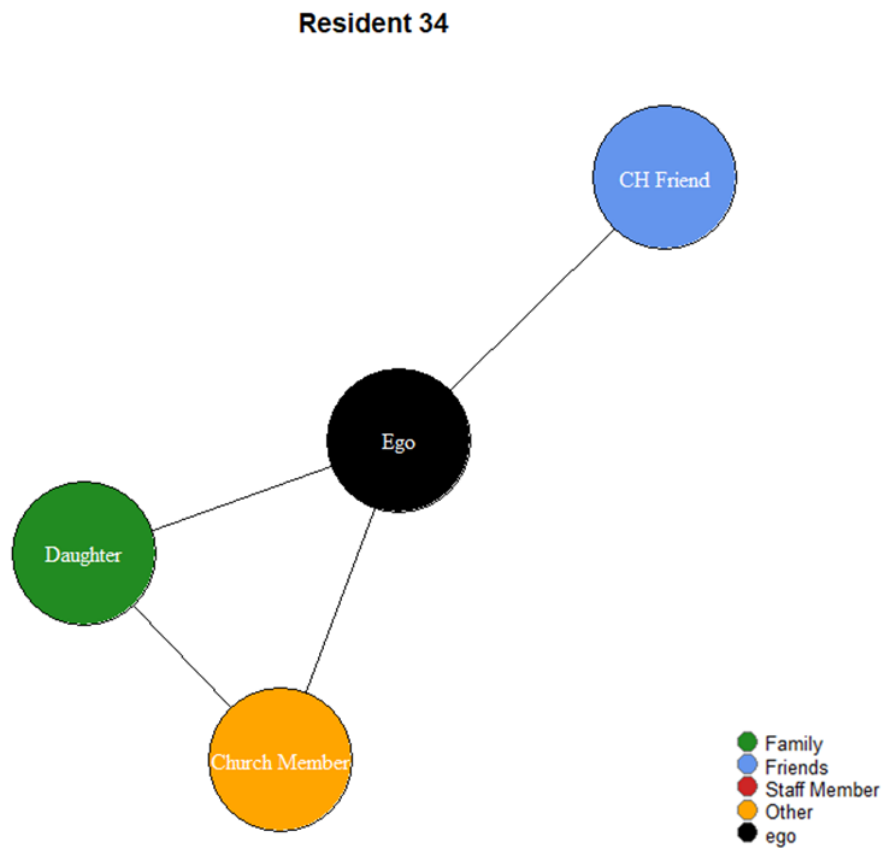 Resident 34
CH Friend
Ego
Daughter
Church Member
Family
Friends
Staff Member
Other
ego